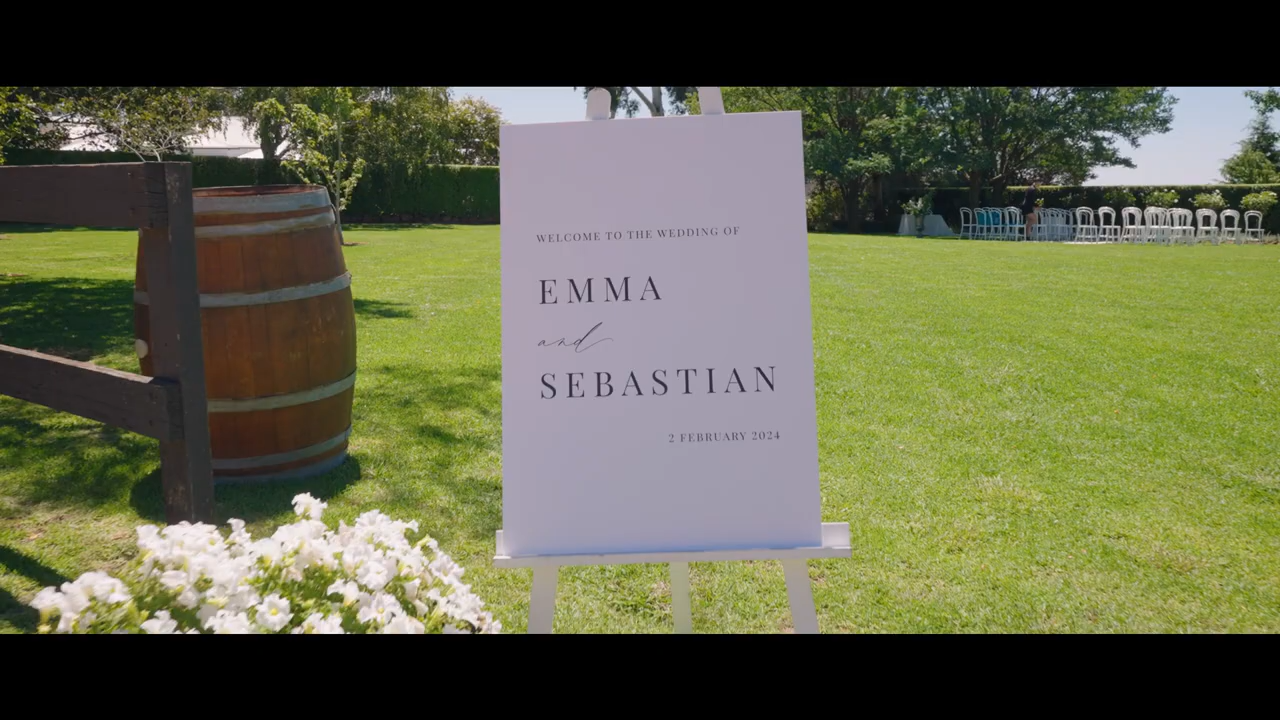 WELCOME TO THE WEDDING OF
EMMA
and
SEBASTIAN
2 FEBRUARY 2024